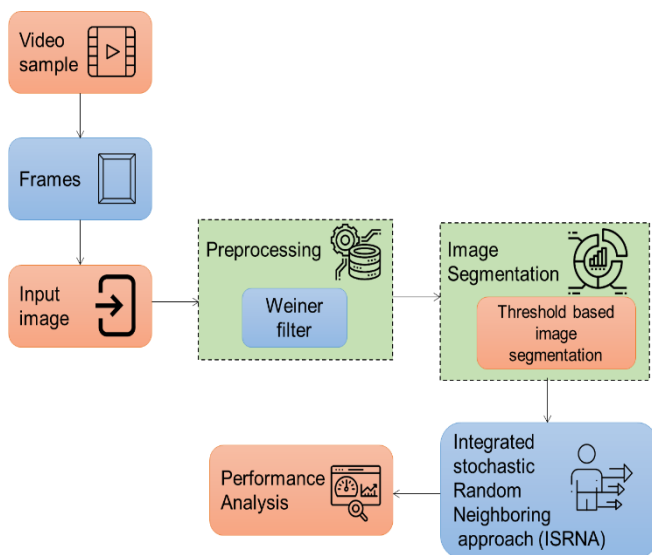 Video
sample
Frames
Input
image
Preprocessing
Weiner
filter
Image
Segmentation
Threshold based
image
segmentation
Integrated
stochastic
Random
Neighboring
approach (ISRNA)
Performance
Analysis